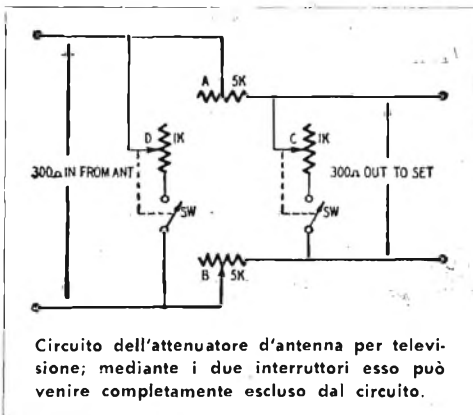 A 5K
D 1K
C 1K
300Ω IN FROM ANT
300Ω OUT TO SET
SW
SW
B 5K
Circuito dell'attenuatore d'antenna per televi-
sione; mediante i due interruttori esso può
venire completamente escluso dal circuito.